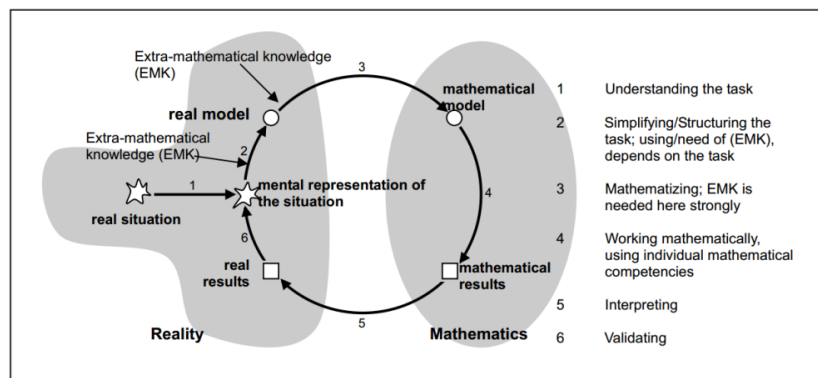 Extra-mathematical knowledge
(EMK)
3
mathematical
model
real model
Extra-mathematical
knowledge (EMK)
2
1
mental representation of
the situation
real situation
4
6
real
results
mathematical
results
5
Reality
Mathematics
1 Understanding the task
2 Simplifying/Structuring
the task; using/need of (EMK),
depends on the task
3 Mathematizing; EMK is
needed here strongly
4 Working mathematically,
using individual mathematical
competencies
5 Interpreting
6 Validating